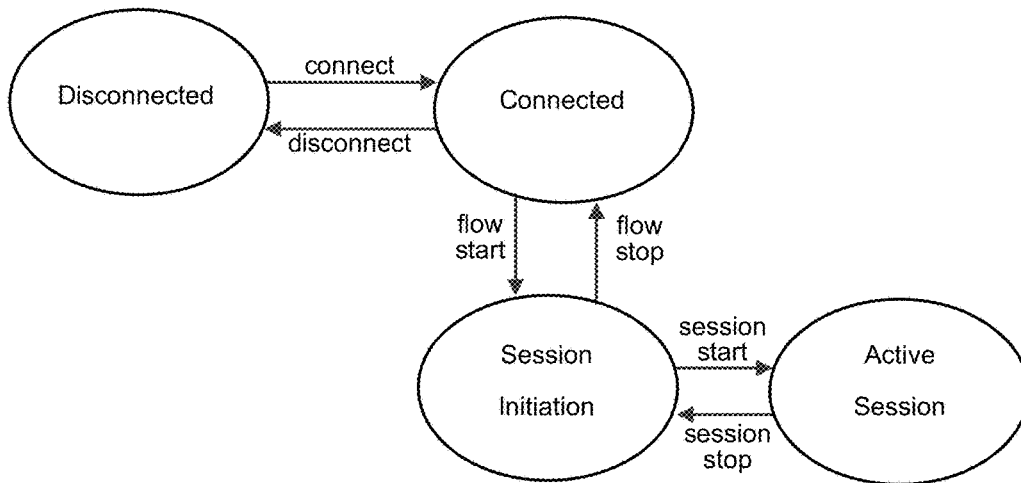 Disconnected
connect
disconnect
Connected
flow
start
flow
stop
Session
Initiation
session
start
session
stop
Active
Session